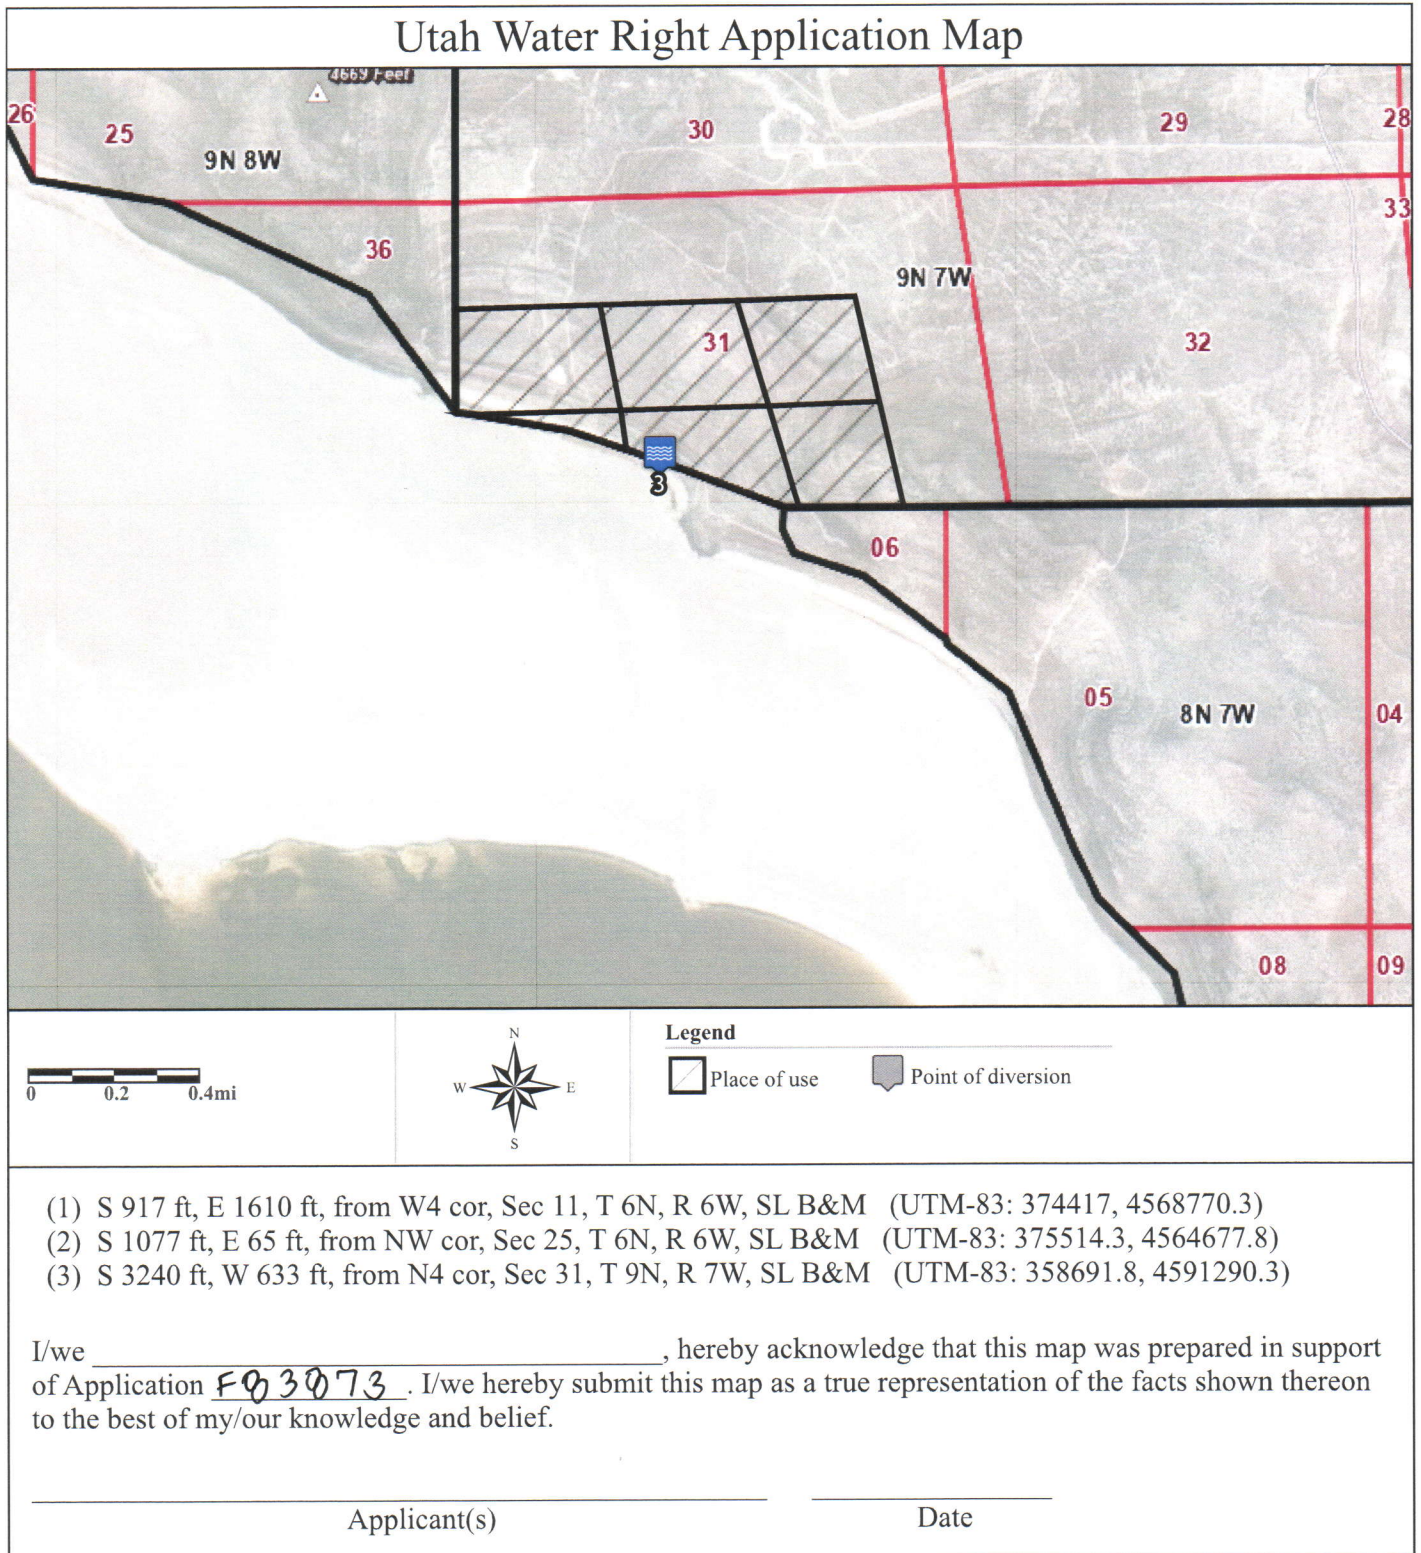 Utah Water Right Application Map
4669 Feet
26
25
9N 8W
30
29
28
33
36
9N 7W
31
32
3
06
05
8N 7W
04
08
09
0 0.2 0.4mi
N
W E
S
Legend
Place of use
Point of diversion
(1) S 917 ft, E 1610 ft, from W4 cor, Sec 11, T 6N, R 6W, SL B&M (UTM-83: 374417, 4568770.3)
(2) S 1077 ft, E 65 ft, from NW cor, Sec 25, T 6N, R 6W, SL B&M (UTM-83: 375514.3, 4564677.8)
(3) S 3240 ft, W 633 ft, from N4 cor, Sec 31, T 9N, R 7W, SL B&M (UTM-83: 358691.8, 4591290.3)
I/we ____________________, hereby acknowledge that this map was prepared in support
of Application F83873. I/we hereby submit this map as a true representation of the facts shown thereon
to the best of my/our knowledge and belief.
Applicant(s)
Date